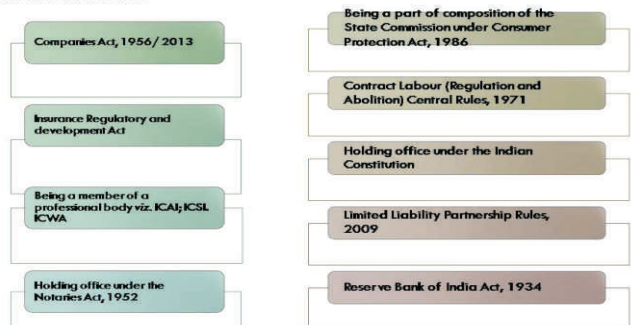 Companies Act, 1956/ 2013
Insurance Regulatory and
development Act
Being a member of a
professional body viz. ICAI; ICSI,
ICWA
Holding office under the
Notaries Act, 1952
Being a part of composition of the
State Commission under Consumer
Protection Act, 1986
Contract Labour (Regulation and
Abolition) Central Rules, 1971
Holding office under the Indian
Constitution
Limited Liability Partnership Rules,
2009
Reserve Bank of India Act, 1934